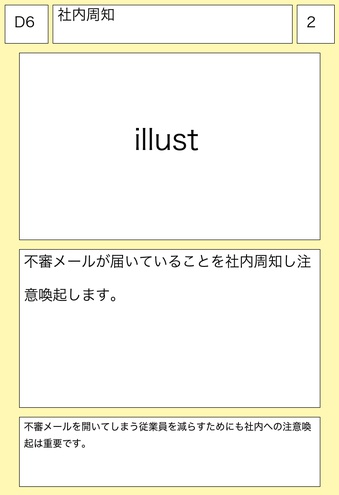 D6
社内周知
2
illust
不審メールが届いていることを社内周知し注
意喚起します。
不審メールを開いてしまう従業員を減らすためにも社内への注意喚
起は重要です。